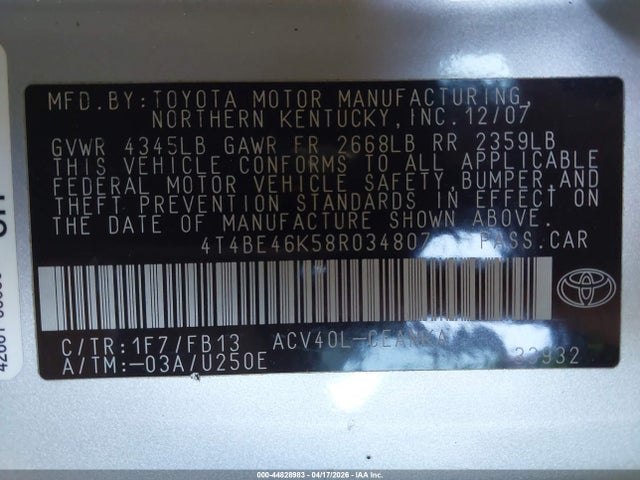 MFD.BY:TOYOTA MOTOR MANUFACTURING,
NORTHERN KENTUCKY,INC.12/07
GVWR 4345LB GAWR FR 2668LB RR 2359LB
THIS VEHICLE CONFORMS TO ALL APPLICABLE
FEDERAL MOTOR VEHICLE SAFETY,BUMPER,AND
THEFT PREVENTION STANDARDS IN EFFECT ON
THE DATE OF MANUFACTURE SHOWN ABOVE.
PASS.CAR
C/TR:1F7/FB13
A/TM:-03A/U250E
000-44828983 - 04/17/2026 - IAA Inc.